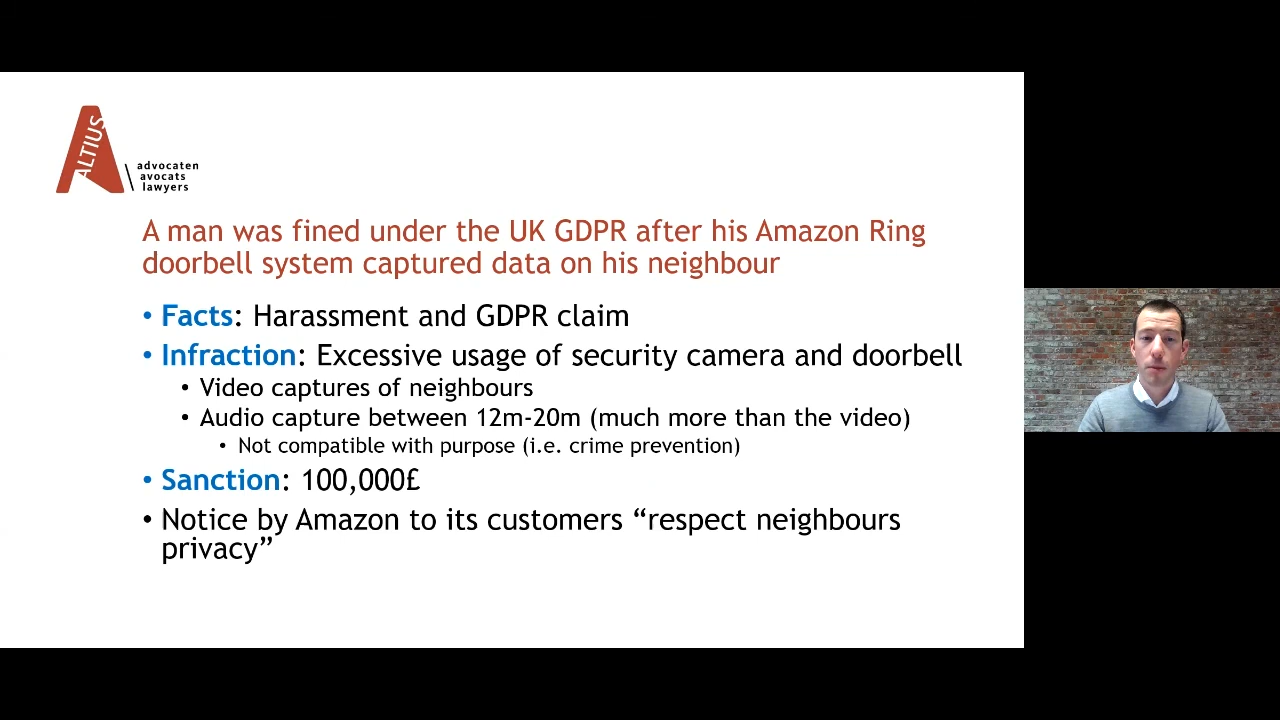 ALTIUS
advocaten
avocats
lawyers
A man was fined under the UK GDPR after his Amazon Ring
doorbell system captured data on his neighbour
• Facts: Harassment and GDPR claim
• Infraction: Excessive usage of security camera and doorbell
• Video captures of neighbours
• Audio capture between 12m-20m (much more than the video)
• Not compatible with purpose (i.e. crime prevention)
• Sanction: 100,000£
• Notice by Amazon to its customers “respect neighbours
privacy”